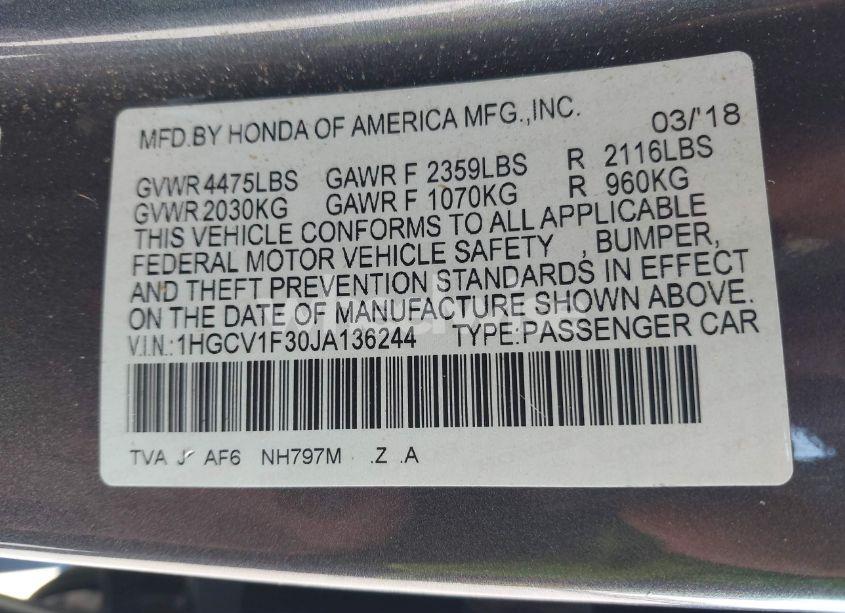 MFD.BY HONDA OF AMERICA MFG.,INC. 03/'18
GVWR 4475LBS GAWR F 2359LBS R 2116LBS
GVWR 2030KG GAWR F 1070KG R 960KG
THIS VEHICLE CONFORMS TO ALL APPLICABLE
FEDERAL MOTOR VEHICLE SAFETY , BUMPER,
AND THEFT PREVENTION STANDARDS IN EFFECT
ON THE DATE OF MANUFACTURE SHOWN ABOVE.
V.I.N.: 1HGCV1F30JA136244 TYPE:PASSENGER CAR
TVA AF6 NH797M .Z .A